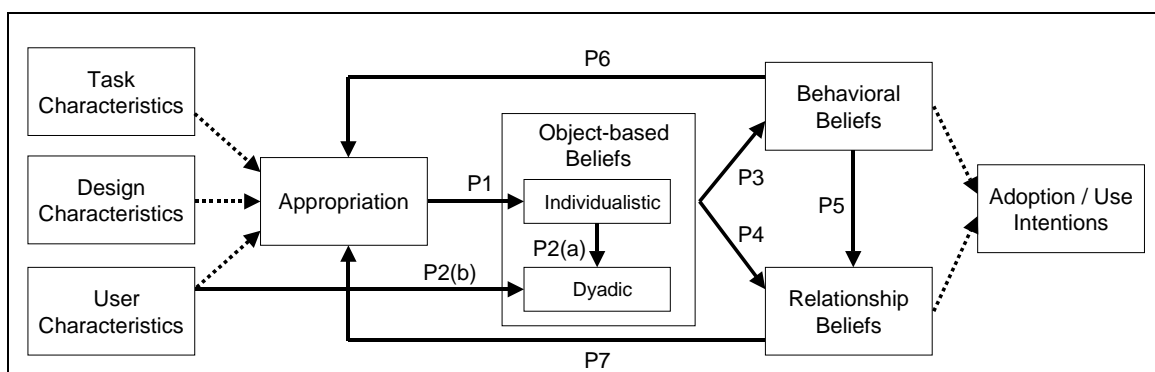 Task
Characteristics
Design
Characteristics
User
Characteristics
Appropriation
P6
P1
P2(b)
P7
Object-based
Beliefs
Individualistic
P2(a)
Dyadic
P3
P4
Behavioral
Beliefs
P5
Relationship
Beliefs
Adoption / Use
Intentions